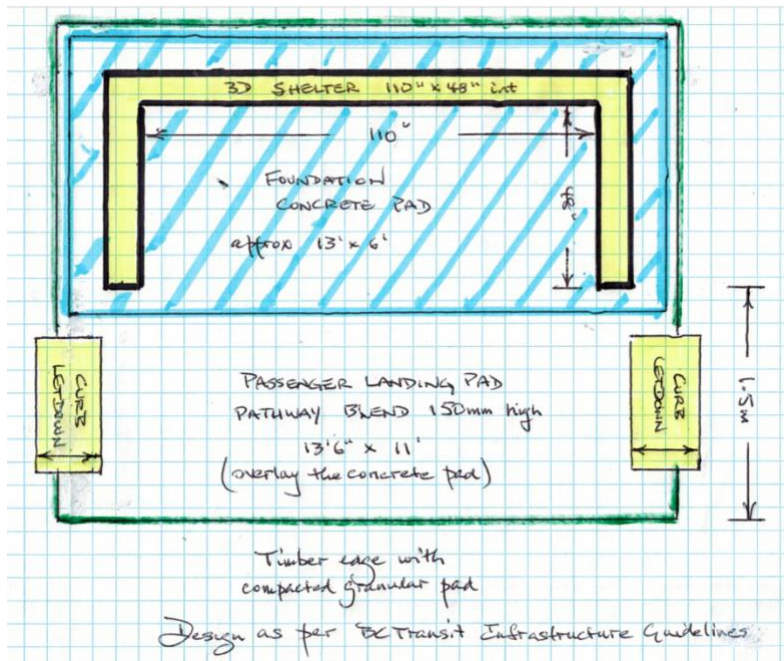 3D SHELTER 110" x 48" int
110"
48"
FOUNDATION
CONCRETE PAD
approx 13' x 6'
CURB
LETDOWN
PASSENGER LANDING PAD
PATHWAY BLEND 150mm high
13'6" x 11'
(overlay the concrete pad)
CURB
LETDOWN
1.5m
Timber edge with
compacted granular pad
Design as per BC Transit Infrastructure Guidelines